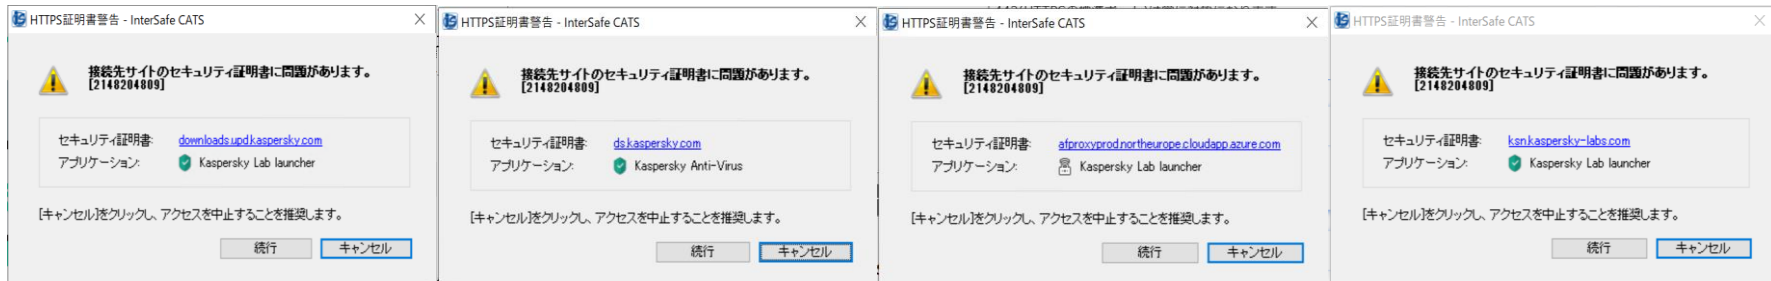 HTTPS証明書警告 - InterSafe CATS
接続先サイトのセキュリティ証明書に問題があります。
[2148204809]
セキュリティ証明書: downloads.upd.kaspersky.com
アプリケーション: Kaspersky Lab launcher
[キャンセル]をクリックし、アクセスを中止することを推奨します。
続行 キャンセル
HTTPS証明書警告 - InterSafe CATS
接続先サイトのセキュリティ証明書に問題があります。
[2148204809]
セキュリティ証明書: ds.kaspersky.com
アプリケーション: Kaspersky Anti-Virus
[キャンセル]をクリックし、アクセスを中止することを推奨します。
続行 キャンセル
HTTPS証明書警告 - InterSafe CATS
接続先サイトのセキュリティ証明書に問題があります。
[2148204809]
セキュリティ証明書: afproxyprod.northeurope.cloudapp.azure.com
アプリケーション: Kaspersky Lab launcher
[キャンセル]をクリックし、アクセスを中止することを推奨します。
続行 キャンセル
HTTPS証明書警告 - InterSafe CATS
接続先サイトのセキュリティ証明書に問題があります。
[2148204809]
セキュリティ証明書: ksn.kaspersky-labs.com
アプリケーション: Kaspersky Lab launcher
[キャンセル]をクリックし、アクセスを中止することを推奨します。
続行 キャンセル